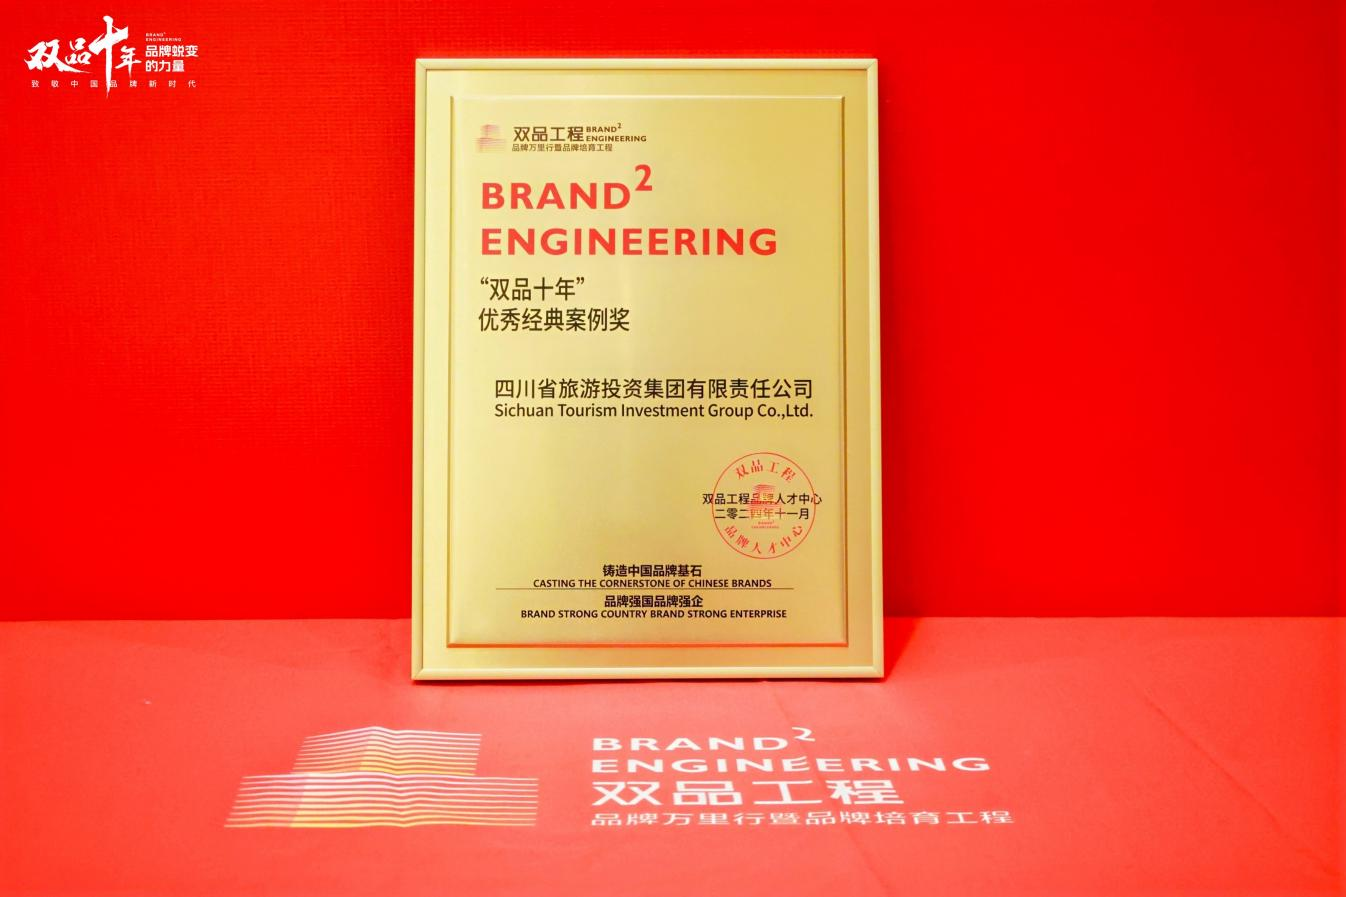 双品十年
BRAND²
ENGINEERING
品牌蜕变
的力量
致敬中国品牌新时代
双品工程
BRAND²
ENGINEERING
品牌万里行暨品牌培育工程
BRAND²
ENGINEERING
“双品十年”
优秀经典案例奖
四川省旅游投资集团有限责任公司
Sichuan Tourism Investment Group Co.,Ltd.
双品工程
双品工程品牌人才中心
二零二四年十一月
品牌人才中心
铸造中国品牌基石
CASTING THE CORNERSTONE OF CHINESE BRANDS
品牌强国品牌强企
BRAND STRONG COUNTRY BRAND STRONG ENTERPRISE
BRAND²
ENGINEERING
双品工程
品牌万里行暨品牌培育工程